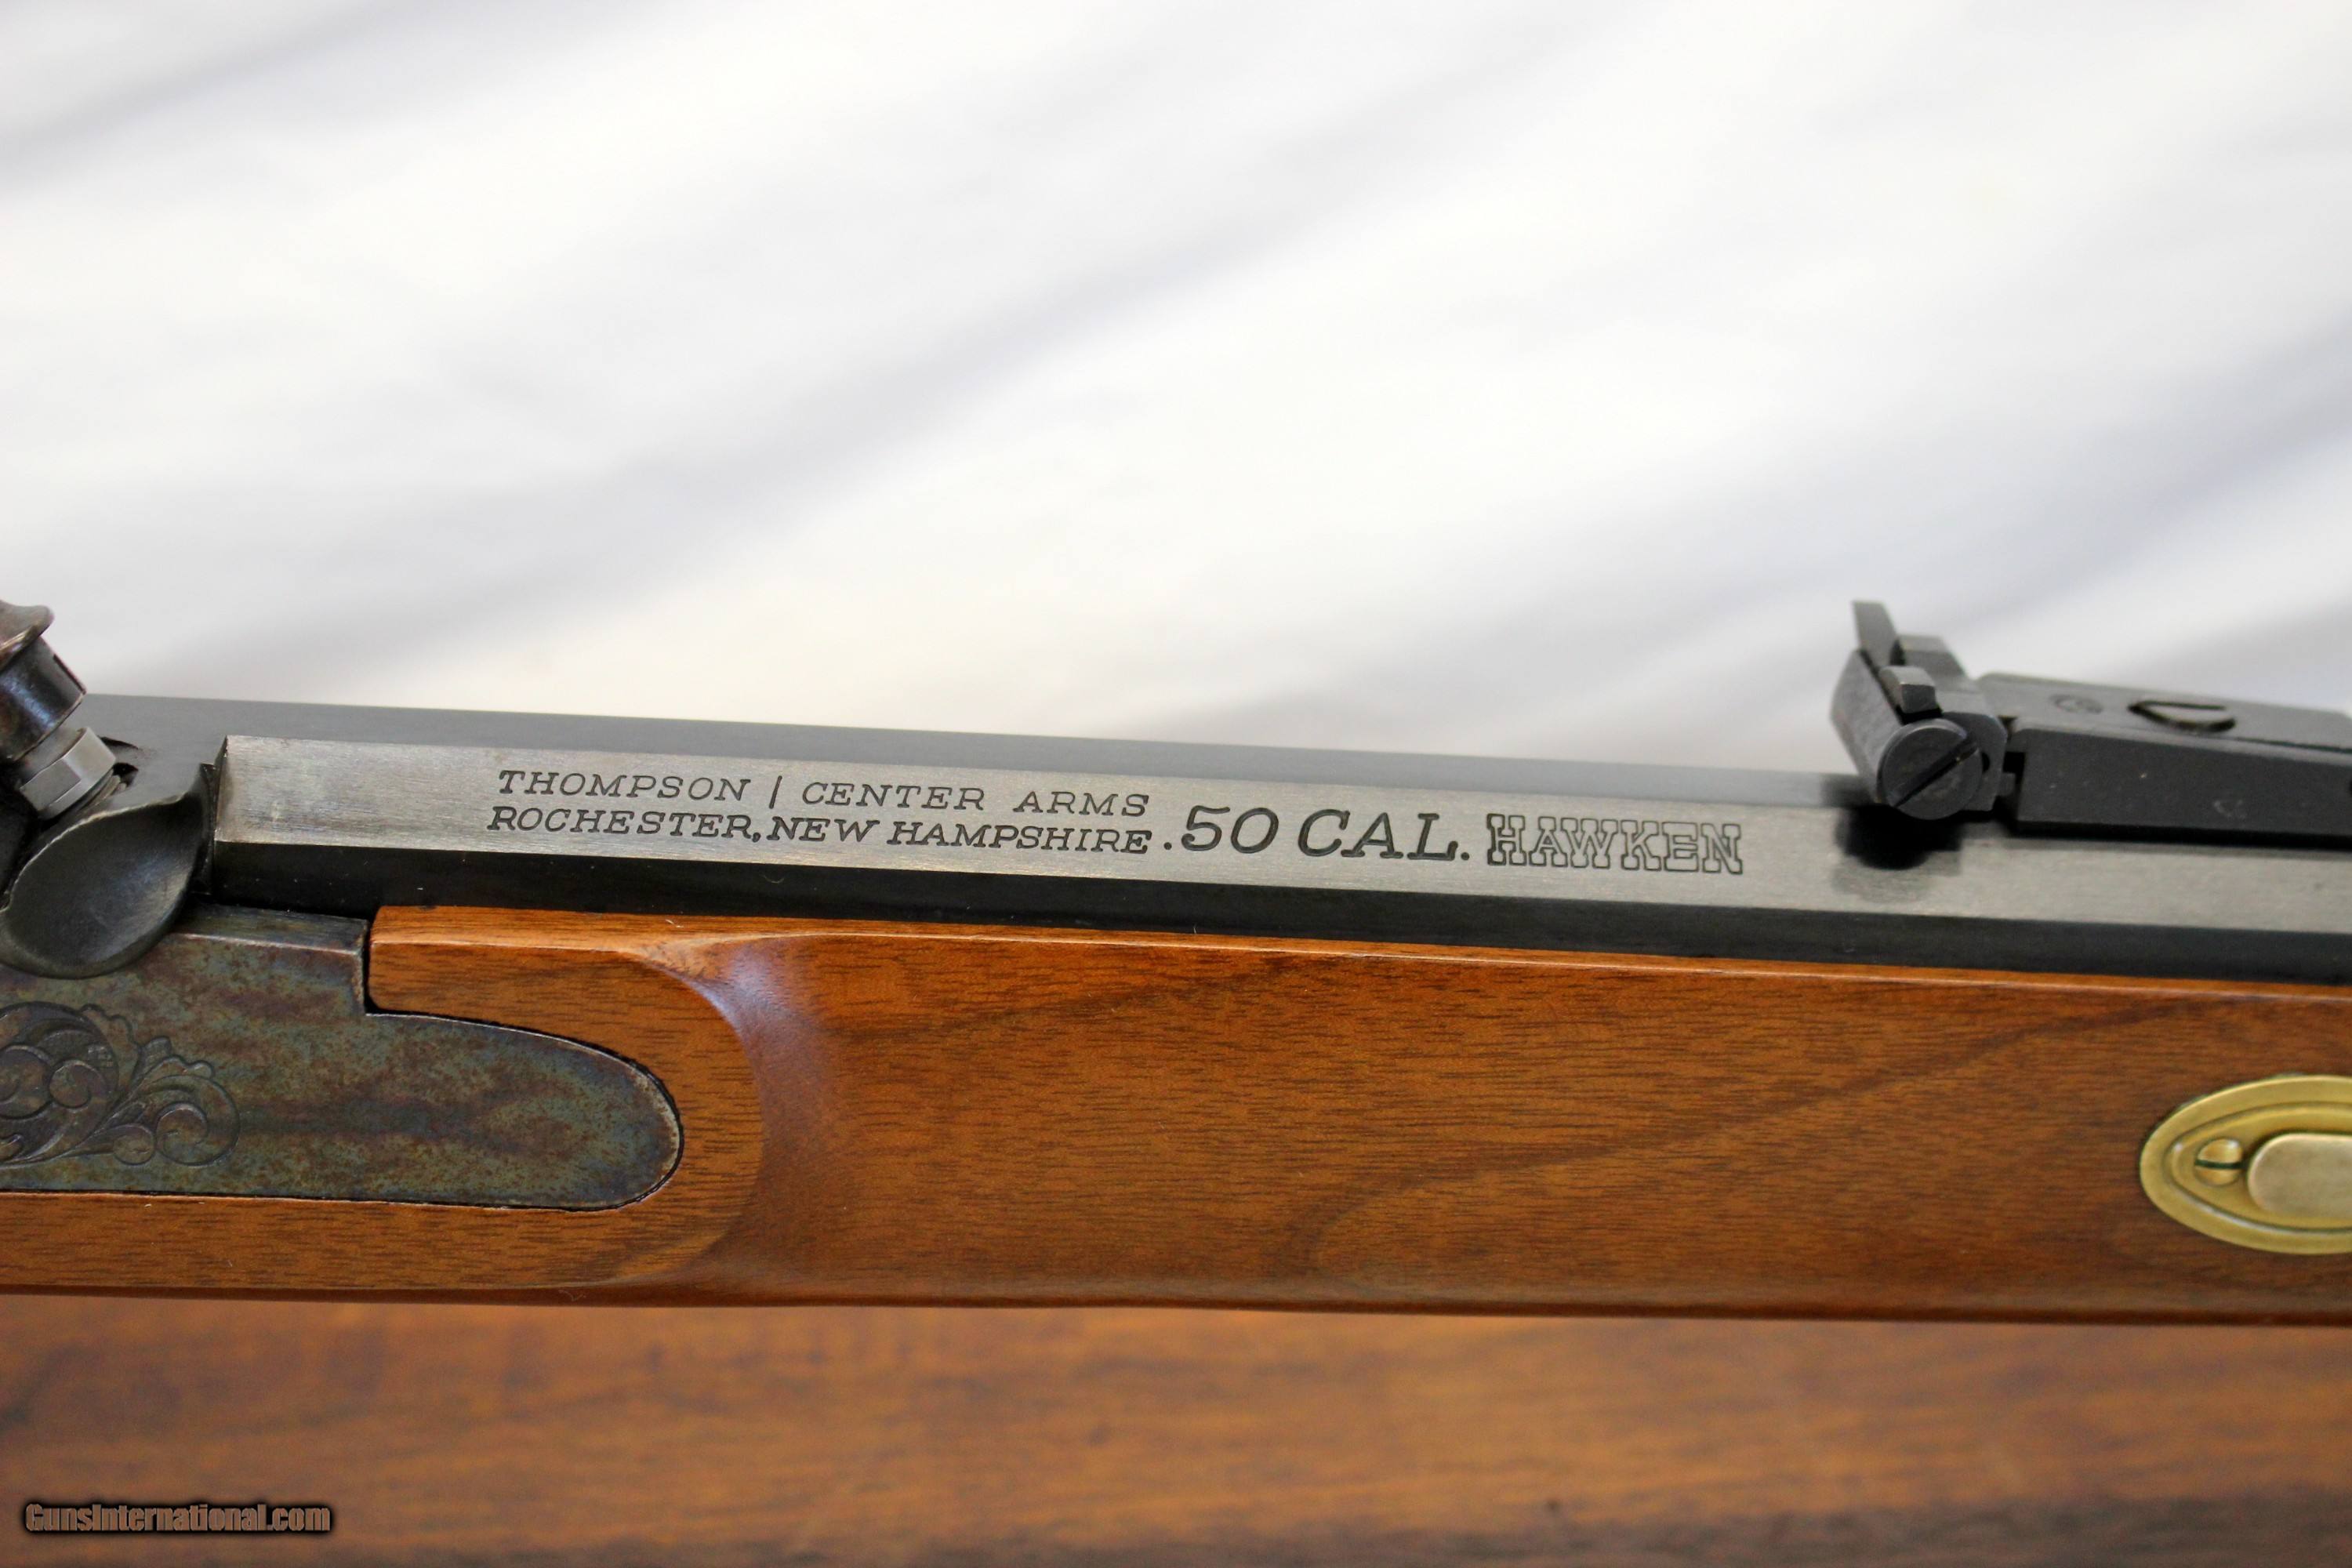 THOMPSON / CENTER ARMS
ROCHESTER, NEW HAMPSHIRE . .50 CAL. HAWKEN
GunsInternational.com